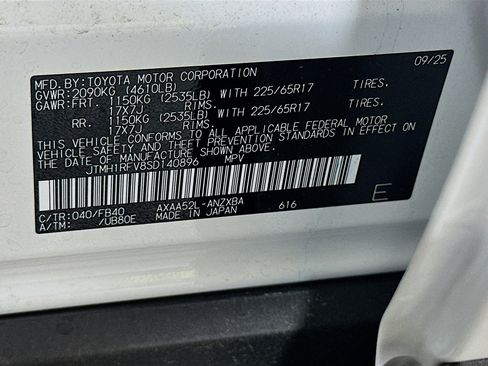 MFD.BY:TOYOTA MOTOR CORPORATION 09/25
GVWR:2090KG (4610LB)
GAWR:FRT. 1150KG (2535LB) WITH 225/65R17 TIRES.
17X7J RIMS.
RR. 1150KG (2535LB) WITH 225/65R17 TIRES.
17X7J RIMS.
THIS VEHICLE CONFORMS TO ALL APPLICABLE FEDERAL MOTOR
VEHICLE SAFETY AND THEFT PREVENTION STANDARDS IN EFFECT ON
THE DATE OF MANUFACTURE SHOWN ABOVE.
JTMH1RFV8SD140896 MPV
C/TR:040/FB40 AXAA52L-ANZXBA 616 E
A/TM: /UB80E MADE IN JAPAN